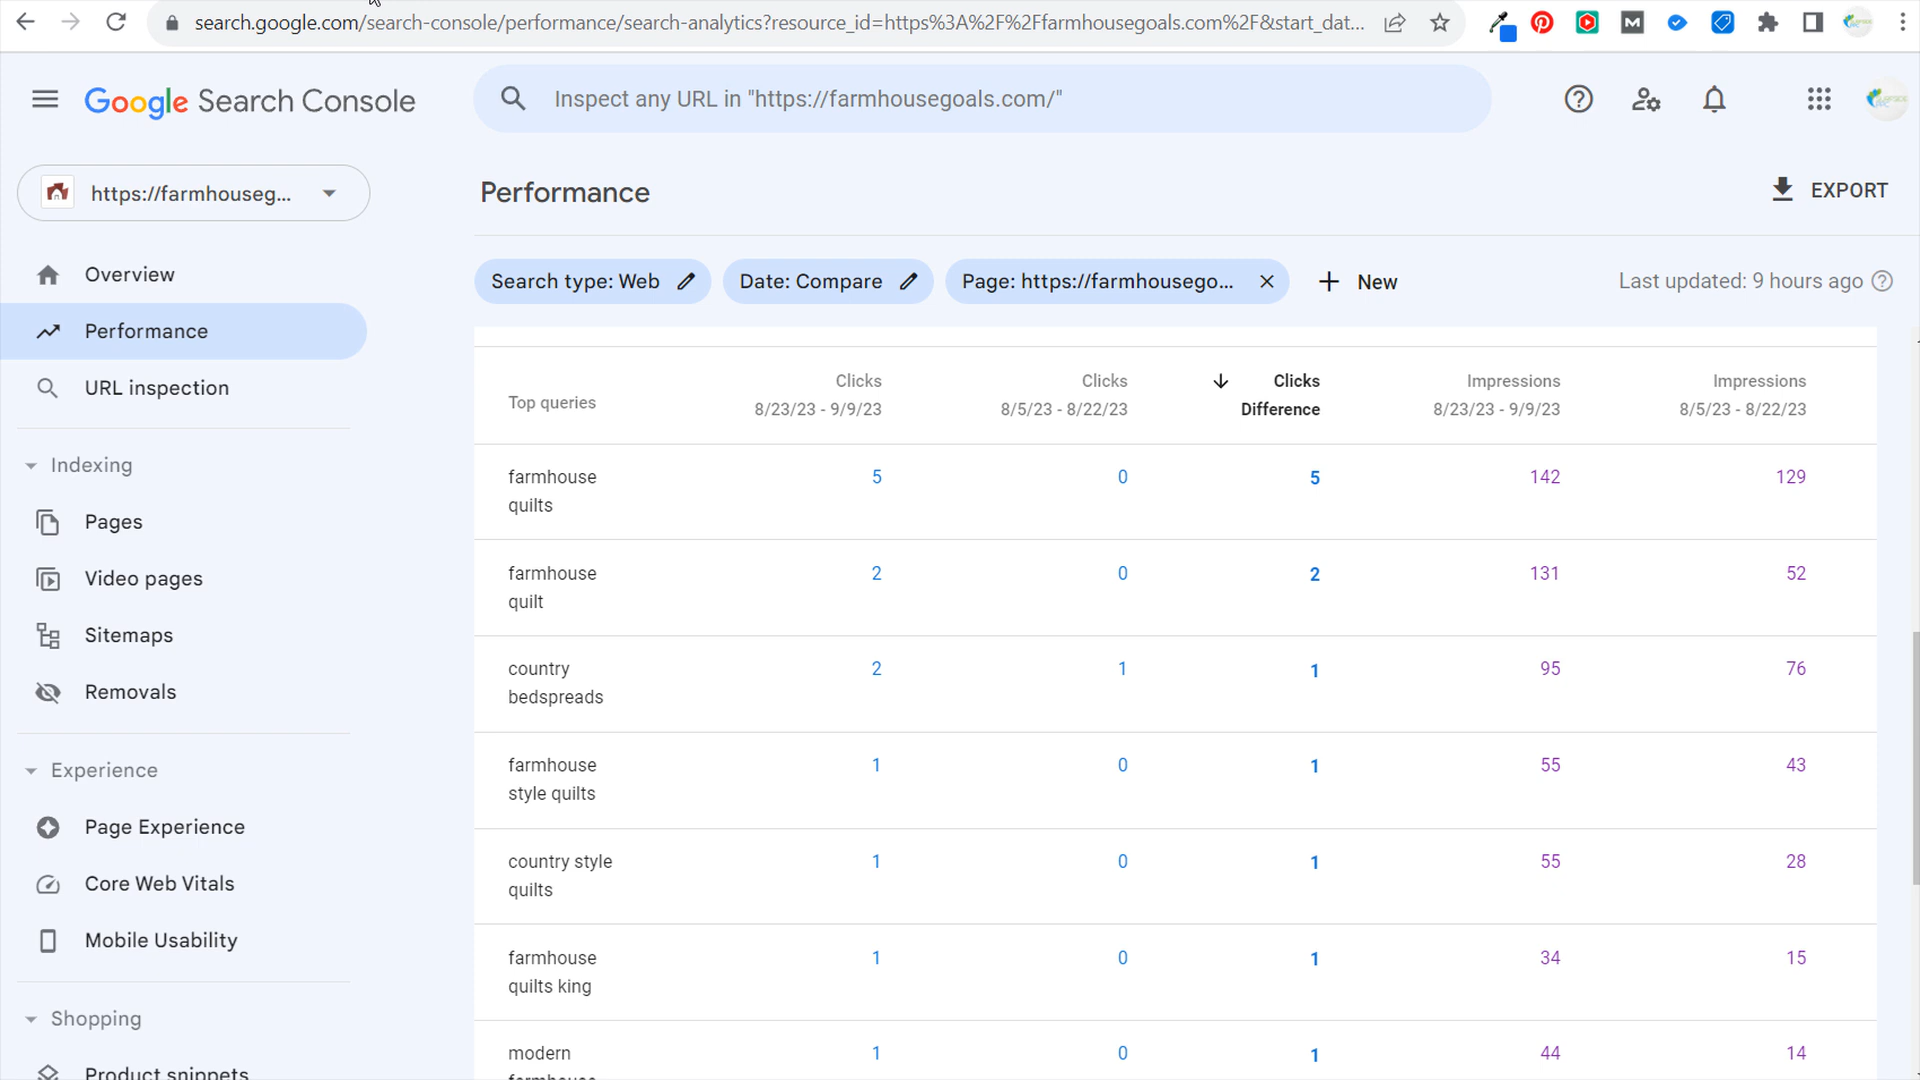 search.google.com/search-console/performance/search-analytics?resource_id=https%3A%2F%2Ffarmhousegoals.com%2F&start_dat...
Google Search Console
Inspect any URL in "https://farmhousegoals.com/"
https://farmhouseg...
Performance
EXPORT
Overview
Performance
URL inspection
Indexing
Pages
Video pages
Sitemaps
Removals
Experience
Page Experience
Core Web Vitals
Mobile Usability
Shopping
Product snippets
Search type: Web
Date: Compare
Page: https://farmhousego...
New
Last updated: 9 hours ago
Top queries
Clicks
8/23/23 - 9/9/23
Clicks
8/5/23 - 8/22/23
Clicks
Difference
Impressions
8/23/23 - 9/9/23
Impressions
8/5/23 - 8/22/23
farmhouse
quilts
5 0 5 142 129
farmhouse
quilt
2 0 2 131 52
country
bedspreads
2 1 1 95 76
farmhouse
style quilts
1 0 1 55 43
country style
quilts
1 0 1 55 28
farmhouse
quilts king
1 0 1 34 15
modern
farmhouse
1 0 1 44 14